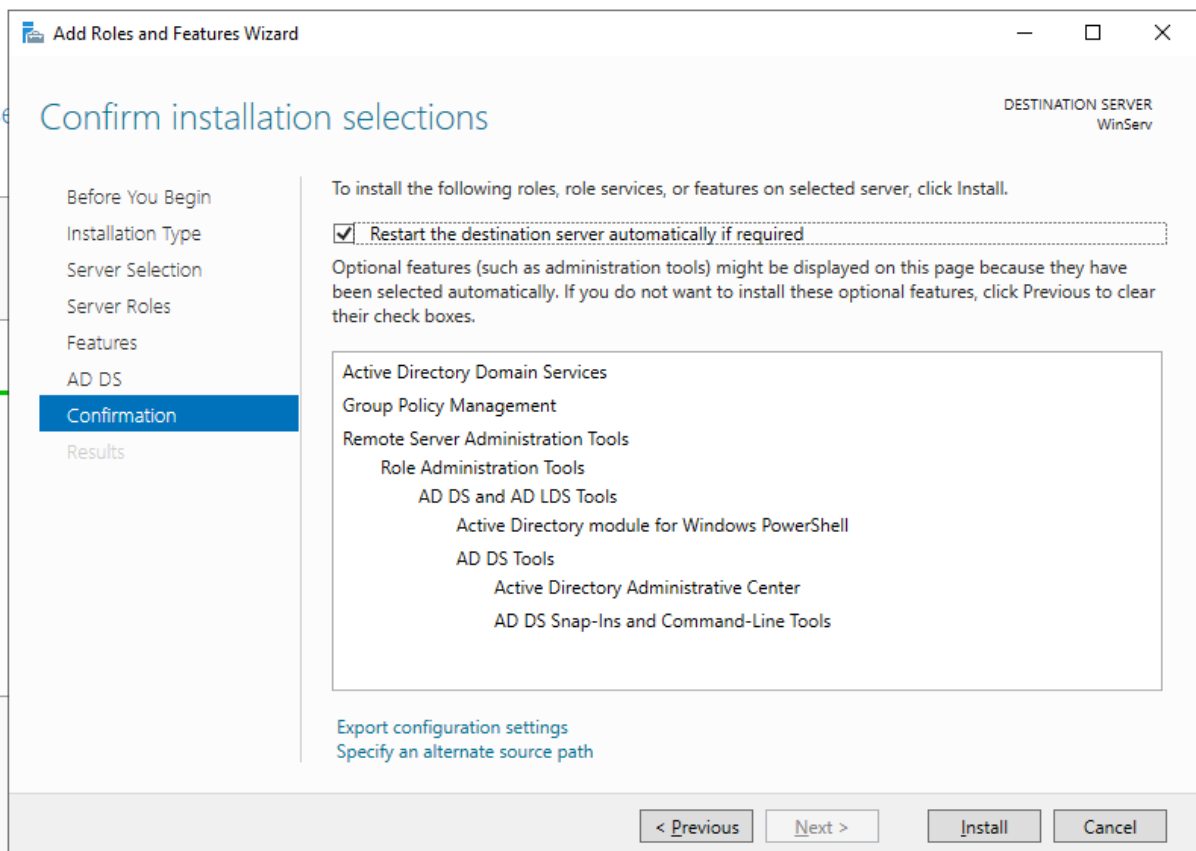 Add Roles and Features Wizard
Confirm installation selections
DESTINATION SERVER
WinServ
Before You Begin
Installation Type
Server Selection
Server Roles
Features
AD DS
Confirmation
Results
To install the following roles, role services, or features on selected server, click Install.
Restart the destination server automatically if required
Optional features (such as administration tools) might be displayed on this page because they have
been selected automatically. If you do not want to install these optional features, click Previous to clear
their check boxes.
Active Directory Domain Services
Group Policy Management
Remote Server Administration Tools
Role Administration Tools
AD DS and AD LDS Tools
Active Directory module for Windows PowerShell
AD DS Tools
Active Directory Administrative Center
AD DS Snap-Ins and Command-Line Tools
Export configuration settings
Specify an alternate source path
< Previous
Next >
Install
Cancel